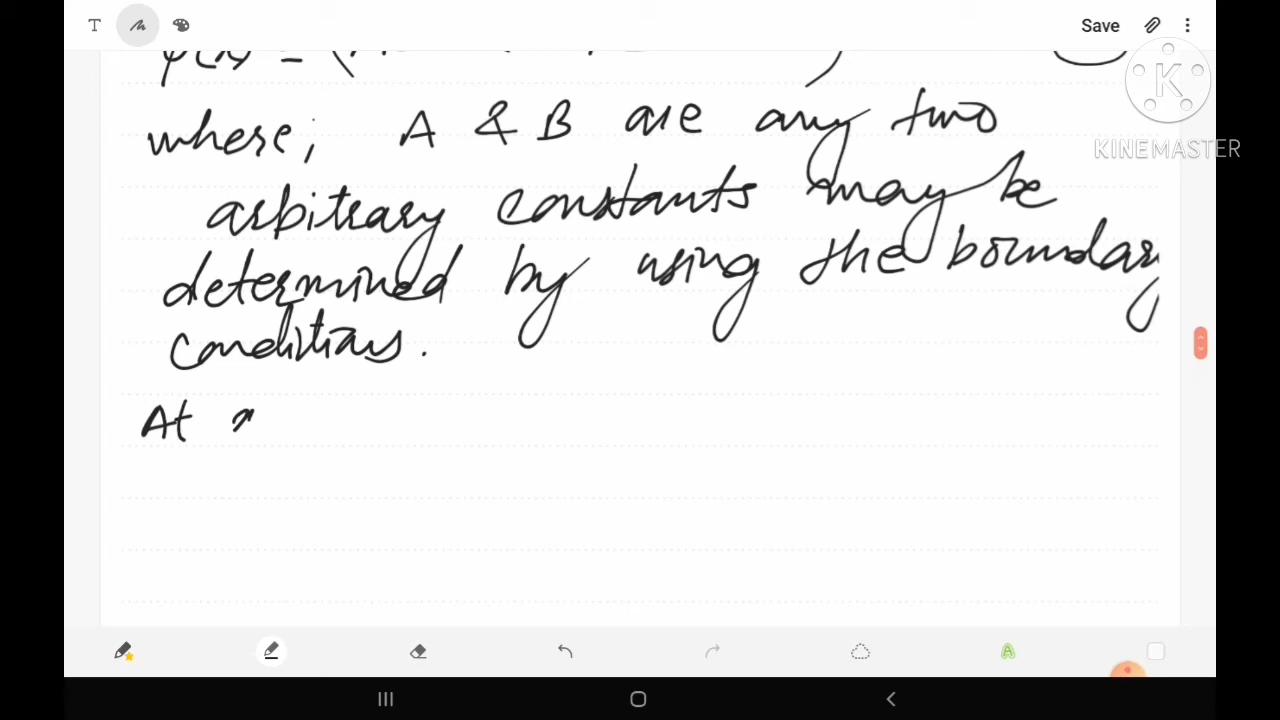 T Save
K
KINEMASTER
where; A & B are any two
arbitrary constants may be
determined by using the boundary
conditions.
At x
A